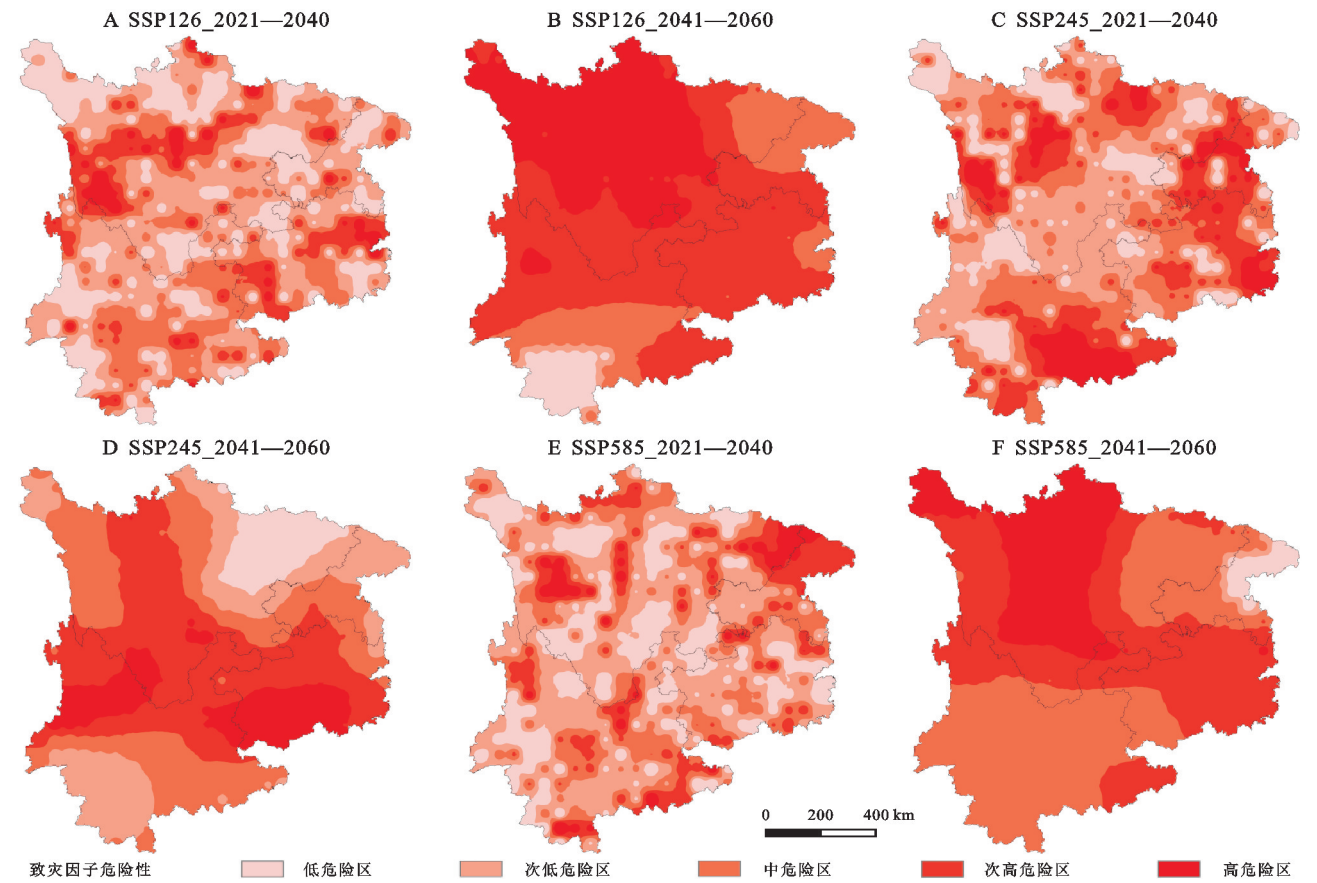 A SSP126_2021—2040
B SSP126_2041—2060
C SSP245_2021—2040
D SSP245_2041—2060
E SSP585_2021—2040
F SSP585_2041—2060
0 200 400 km
致灾因子危险性 低危险区 次低危险区 中危险区 次高危险区 高危险区